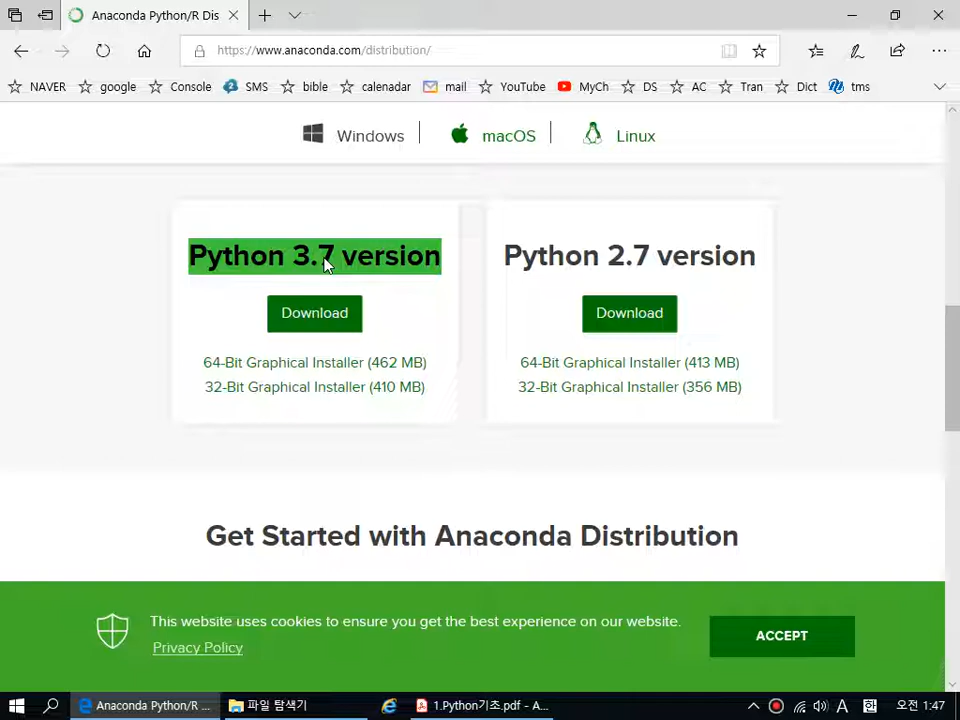 Anaconda Python/R Dis
https://www.anaconda.com/distribution/
NAVER google Console SMS bible calenadar mail YouTube MyCh DS AC Tran Dict tms
Windows macOS Linux
Python 3.7 version
Download
64-Bit Graphical Installer (462 MB)
32-Bit Graphical Installer (410 MB)
Python 2.7 version
Download
64-Bit Graphical Installer (413 MB)
32-Bit Graphical Installer (356 MB)
Get Started with Anaconda Distribution
This website uses cookies to ensure you get the best experience on our website.
Privacy Policy
ACCEPT
Anaconda Python/R ... 파일 탐색기 1.Python기초.pdf - A... A 한 오전 1:47